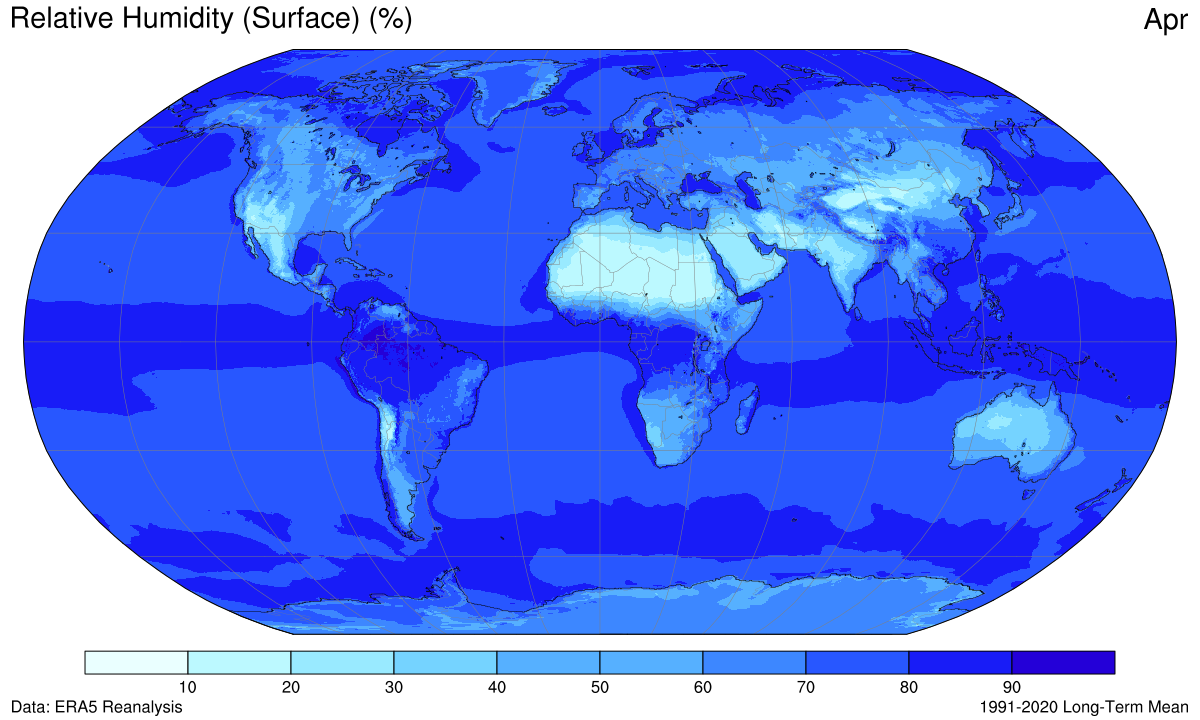 Relative Humidity (Surface) (%)
Apr
10 20 30 40 50 60 70 80 90
Data: ERA5 Reanalysis
1991-2020 Long-Term Mean